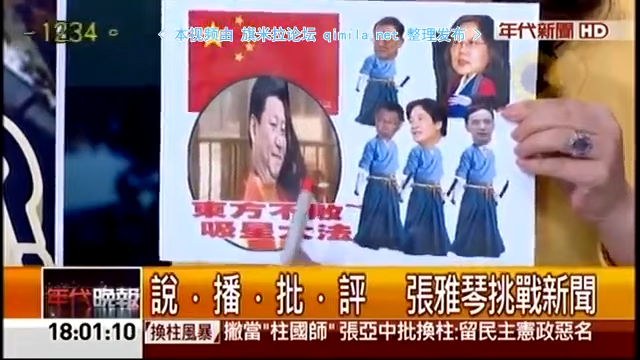 -1234。
< 本视频由 旗米拉论坛 qimila.net 整理发布 >
年代新聞HD
東方不敗~
吸星大法
年代晚報
說·播·批·評 張雅琴挑戰新聞
18:01:10
換柱風暴 撇當"柱國師" 張亞中批換柱:留民主憲政惡名